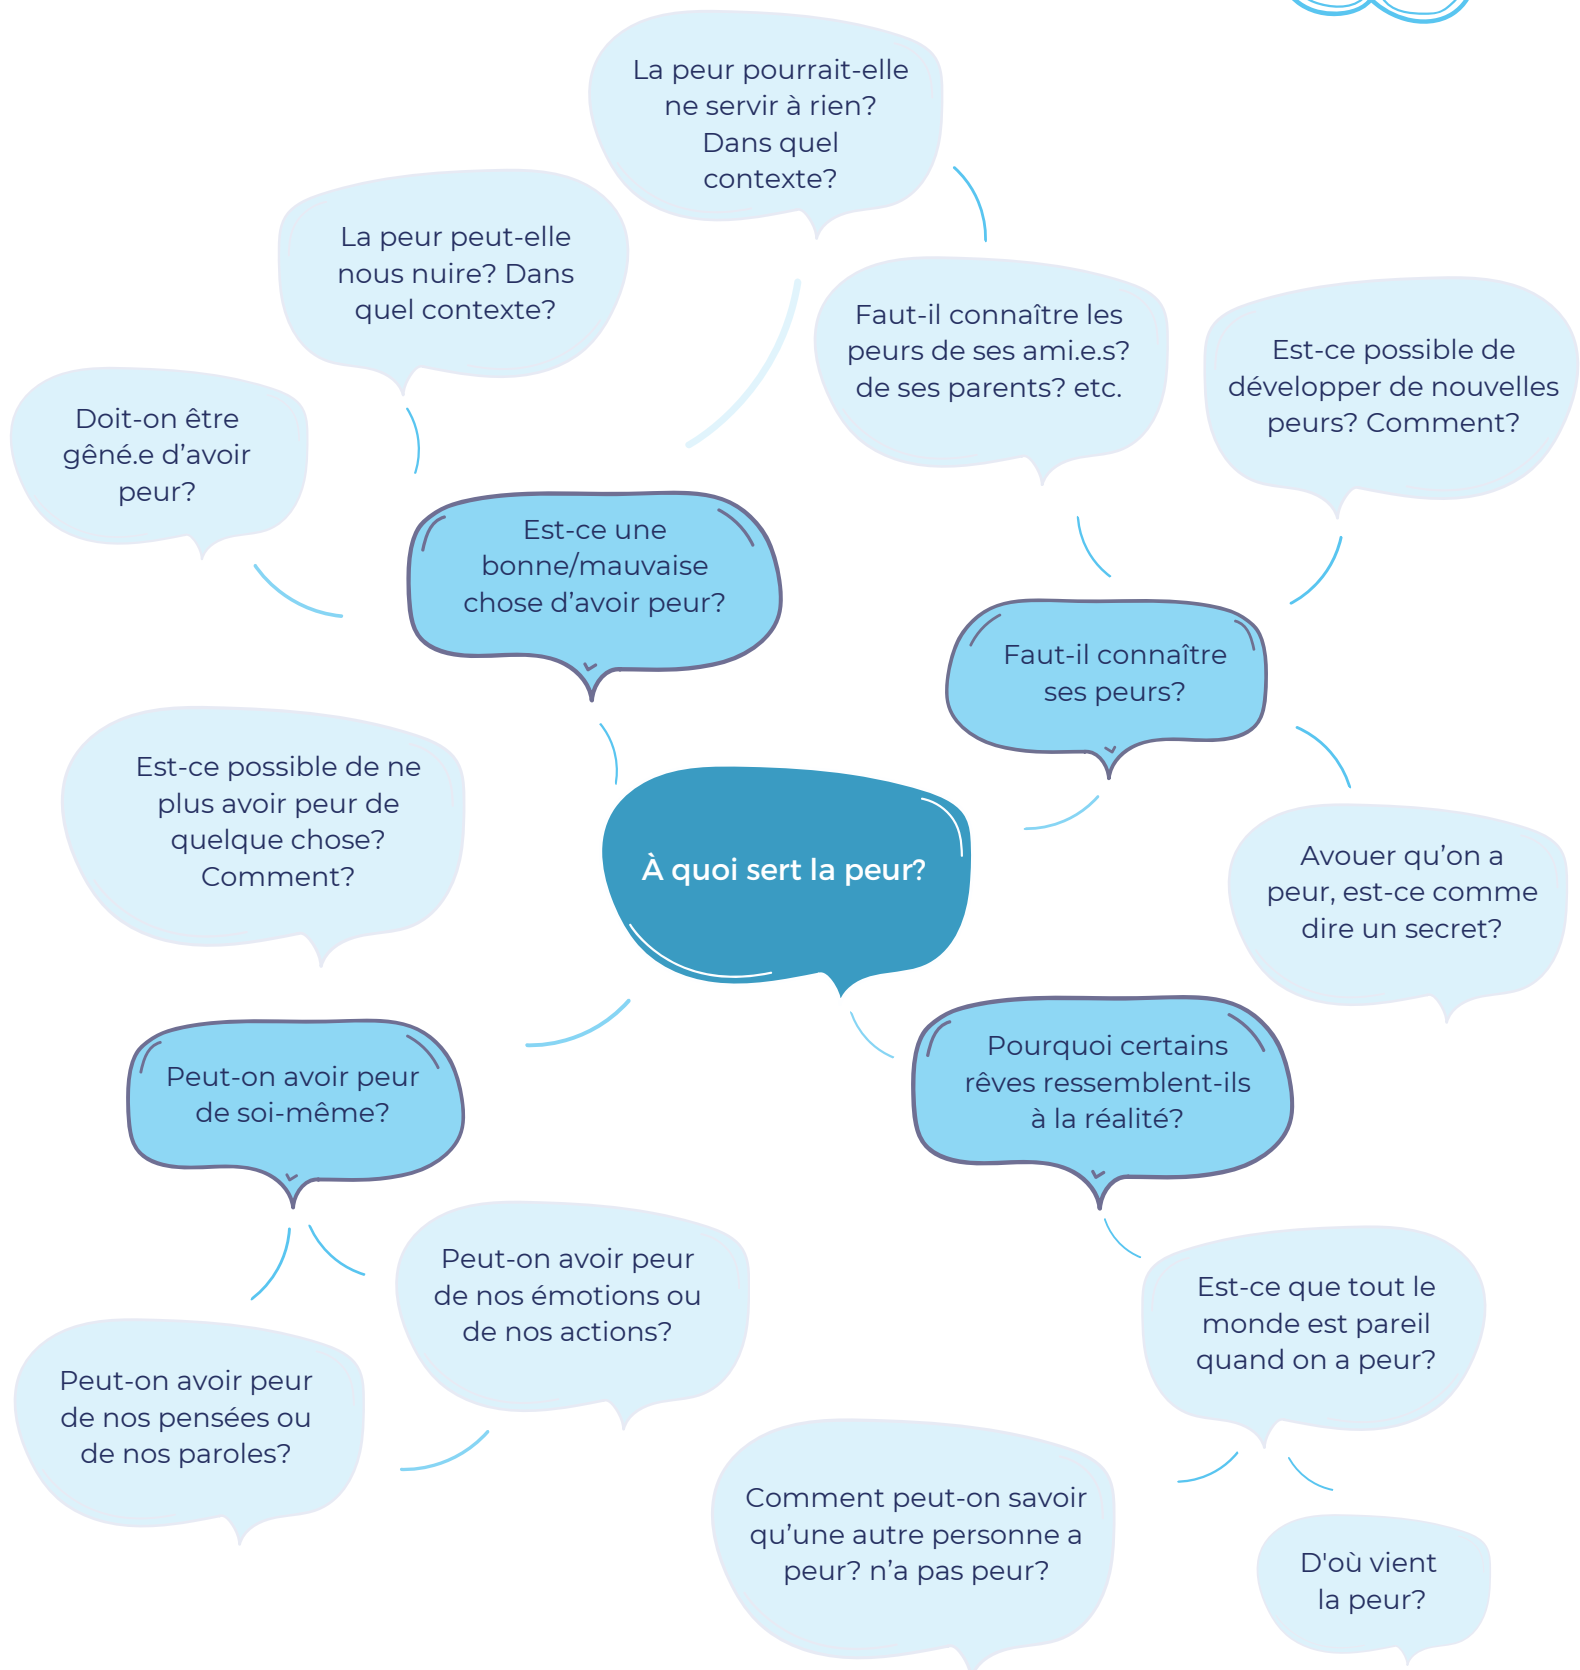 La peur pourrait-elle
ne servir à rien?
Dans quel
contexte?
La peur peut-elle
nous nuire? Dans
quel contexte?
Faut-il connaître les
peurs de ses ami.e.s?
de ses parents? etc.
Est-ce possible de
développer de nouvelles
peurs? Comment?
Doit-on être
gêné.e d’avoir
peur?
Est-ce une
bonne/mauvaise
chose d’avoir peur?
Faut-il connaître
ses peurs?
Est-ce possible de ne
plus avoir peur de
quelque chose?
Comment?
À quoi sert la peur?
Avouer qu’on a
peur, est-ce comme
dire un secret?
Peut-on avoir peur
de soi-même?
Pourquoi certains
rêves ressemblent-ils
à la réalité?
Peut-on avoir peur
de nos émotions ou
de nos actions?
Est-ce que tout le
monde est pareil
quand on a peur?
Peut-on avoir peur
de nos pensées ou
de nos paroles?
Comment peut-on savoir
qu’une autre personne a
peur? n’a pas peur?
D'où vient
la peur?